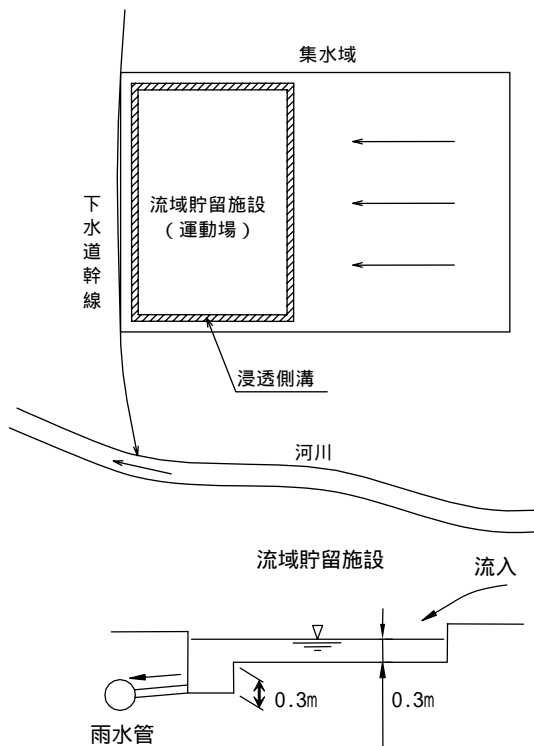 集水域
下水道幹線
流域貯留施設
(運動場)
浸透側溝
河川
流域貯留施設
流入
0.3m
0.3m
雨水管